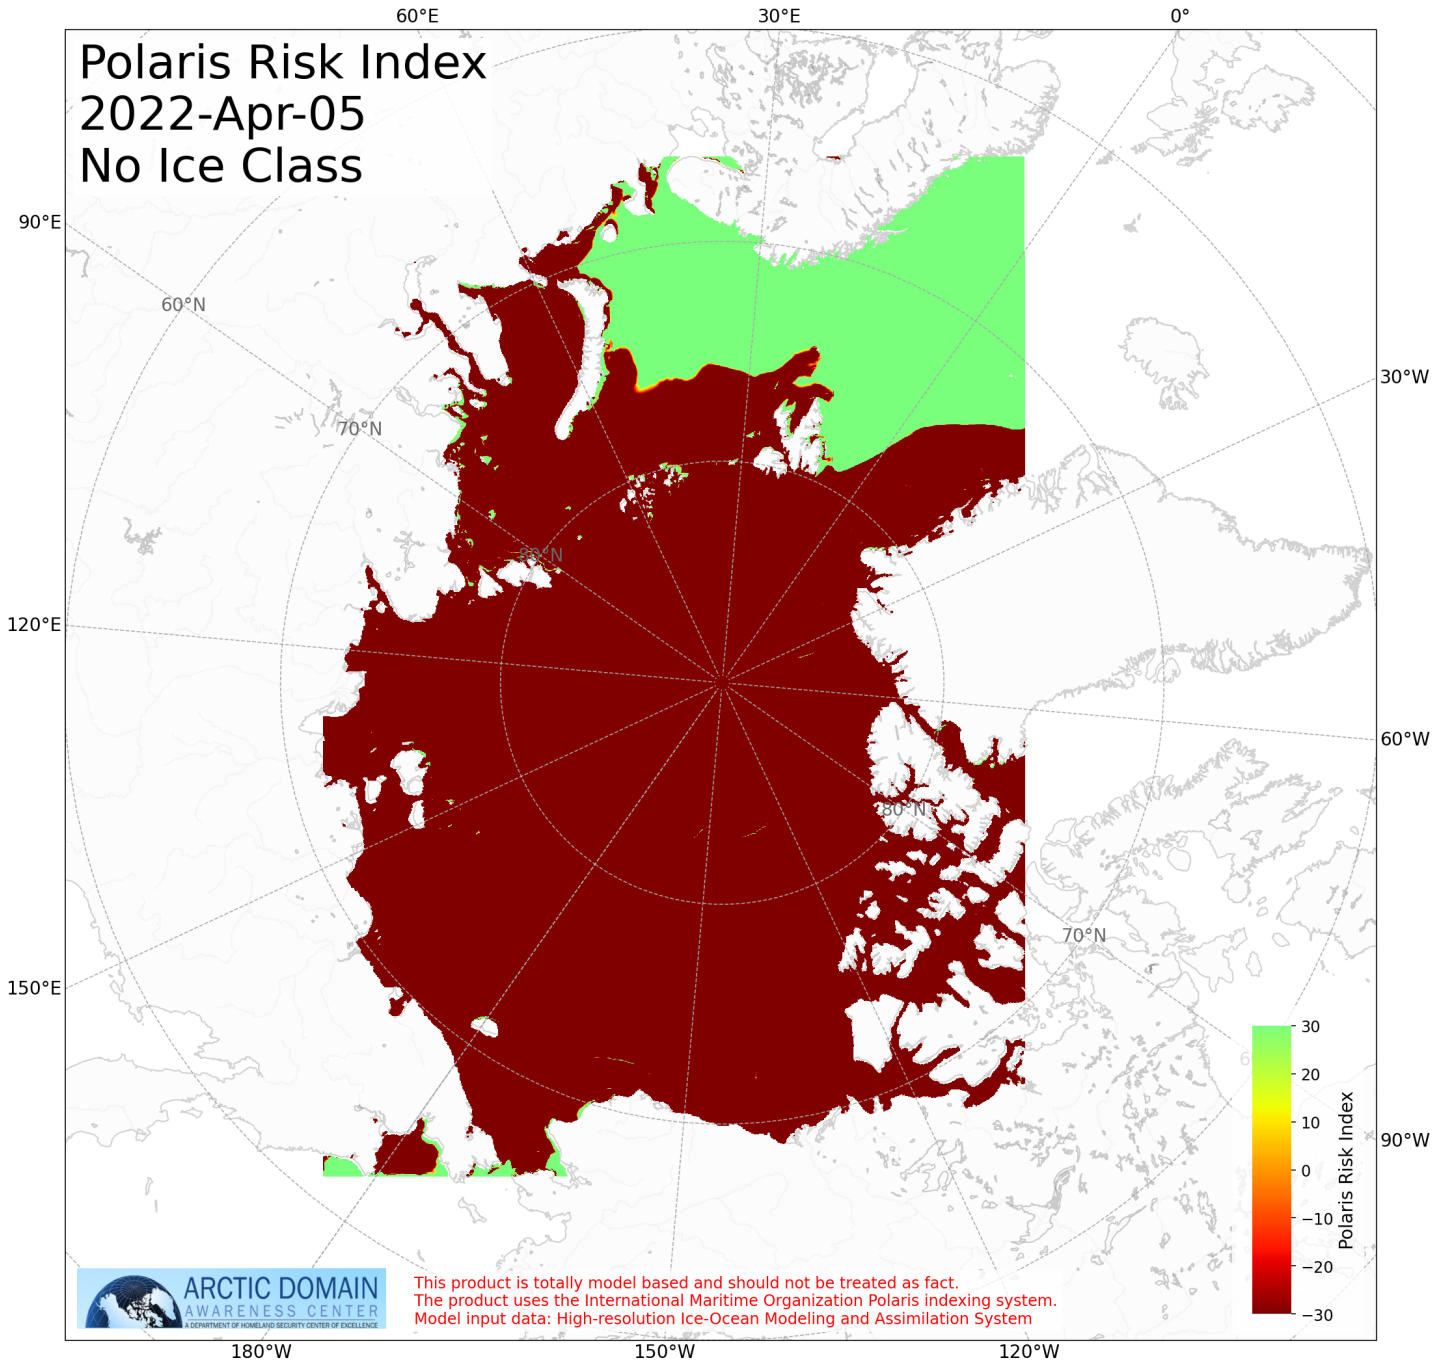 60°E 30°E 0°
Polaris Risk Index
2022-Apr-05
No Ice Class
90°E
60°N
30°W
70°N
80°N
120°E
60°W
80°N
70°N
150°E
30
20
10
0
−10
−20
−30
Polaris Risk Index
90°W
ARCTIC DOMAIN
AWARENESS CENTER
A DEPARTMENT OF HOMELAND SECURITY CENTER OF EXCELLENCE
This product is totally model based and should not be treated as fact.
The product uses the International Maritime Organization Polaris indexing system.
Model input data: High-resolution Ice-Ocean Modeling and Assimilation System
180°W 150°W 120°W